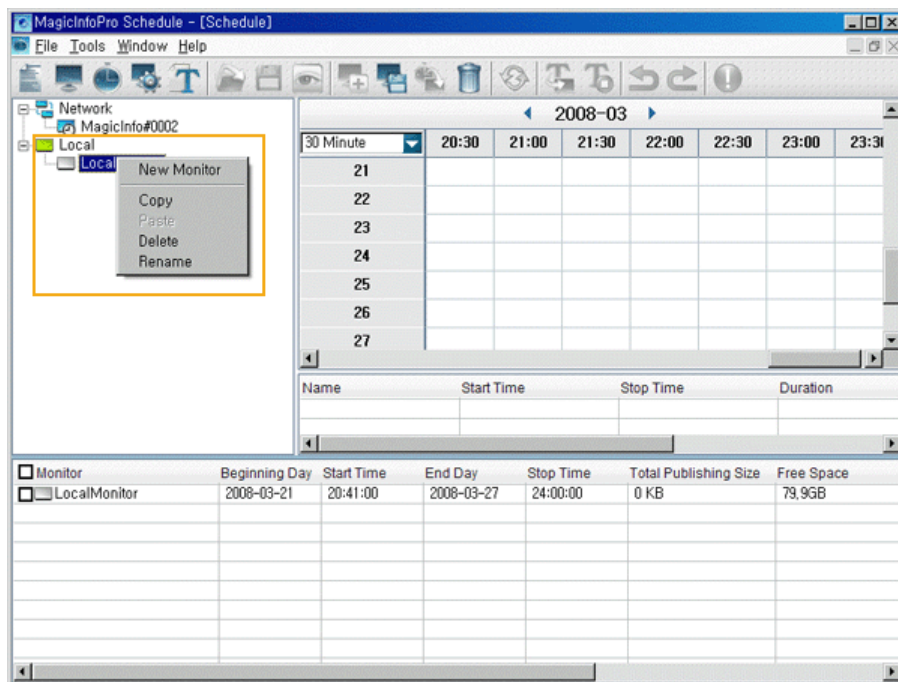 MagicInfoPro Schedule - [Schedule]
File Tools Window Help
Network
MagicInfo#0002
Local
Local
New Monitor
Copy
Paste
Delete
Rename
2008-03
30 Minute 20:30 21:00 21:30 22:00 22:30 23:00 23:3
21
22
23
24
25
26
27
Name Start Time Stop Time Duration
Monitor Beginning Day Start Time End Day Stop Time Total Publishing Size Free Space
LocalMonitor 2008-03-21 20:41:00 2008-03-27 24:00:00 0 KB 79,9GB